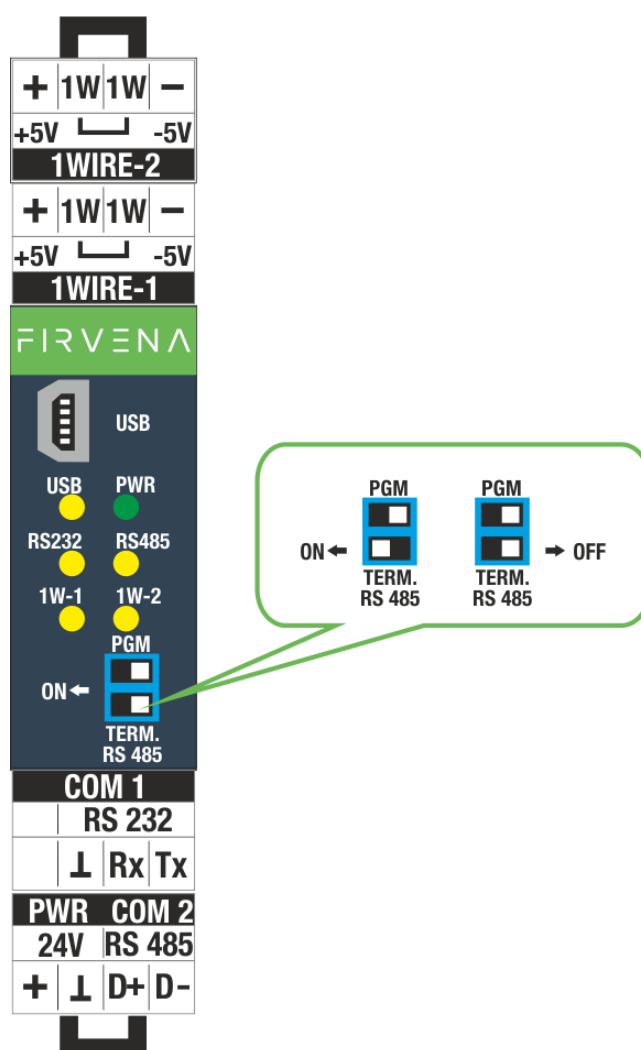 + 1W 1W −
+5V -5V
1WIRE-2
+ 1W 1W −
+5V -5V
1WIRE-1
FIRVENA
USB
USB PWR
RS232 RS485
1W-1 1W-2
PGM
ON←
TERM.
RS 485
PGM PGM
ON← → OFF
TERM. TERM.
RS 485 RS 485
COM 1
RS 232
⊥ Rx Tx
PWR COM 2
24V RS 485
+ ⊥ D+ D-